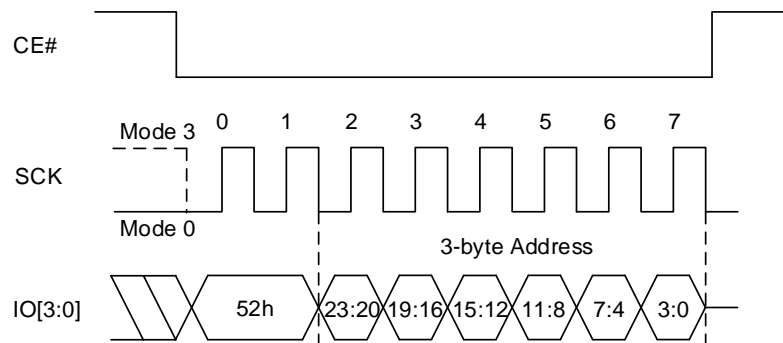 CE#
0 1 2 3 4 5 6 7
Mode 3
SCK
Mode 0
3-byte Address
IO[3:0] 52h 23:20 19:16 15:12 11:8 7:4 3:0